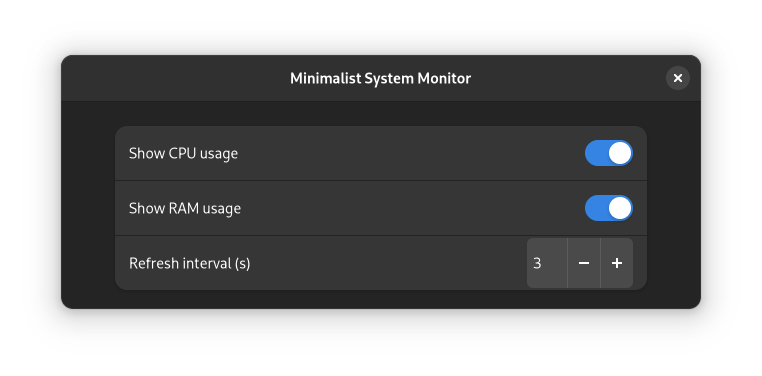 Minimalist System Monitor
Show CPU usage
Show RAM usage
Refresh interval (s)
3